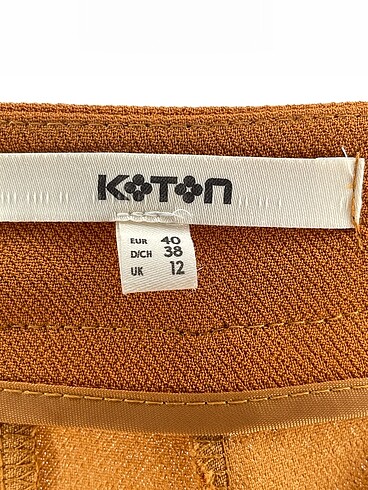 KOTON
EUR 40
D/CH 38
UK 12